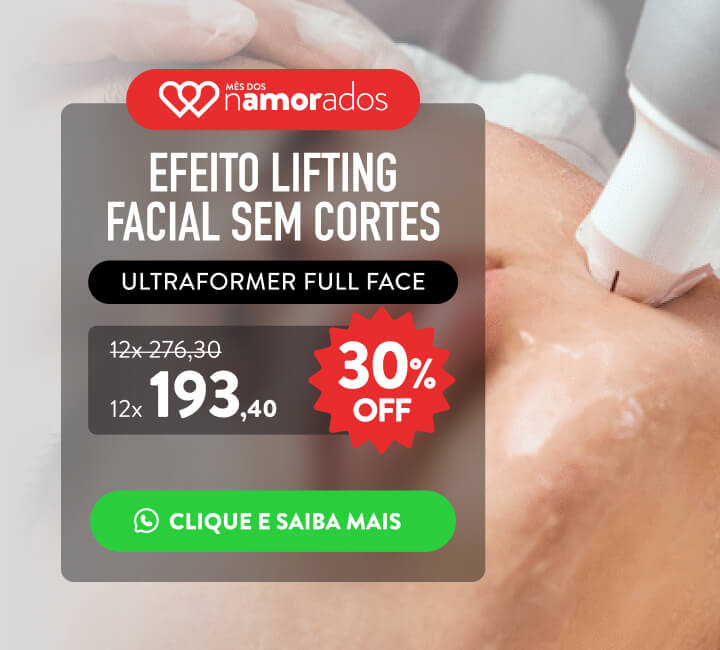 MÊS DOS
nAMORados
EFEITO LIFTING
FACIAL SEM CORTES
ULTRAFORMER FULL FACE
12x 276,30
12x 193,40
30%
OFF
CLIQUE E SAIBA MAIS